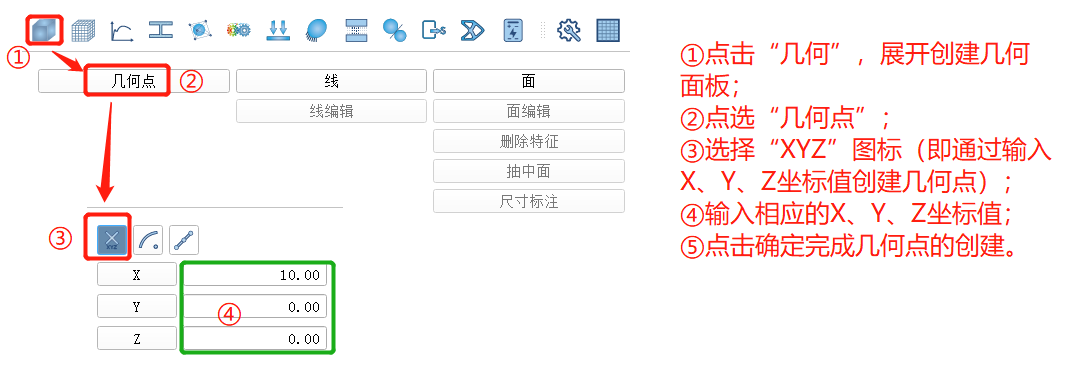 ①
几何点
②
线
面
线编辑
面编辑
删除特征
抽中面
尺寸标注
③
XYZ
X
10.00
Y
0.00
④
Z
0.00
①点击“几何”，展开创建几何
面板；
②点选“几何点”；
③选择“XYZ”图标（即通过输入
X、Y、Z坐标值创建几何点）；
④输入相应的X、Y、Z坐标值；
⑤点击确定完成几何点的创建。